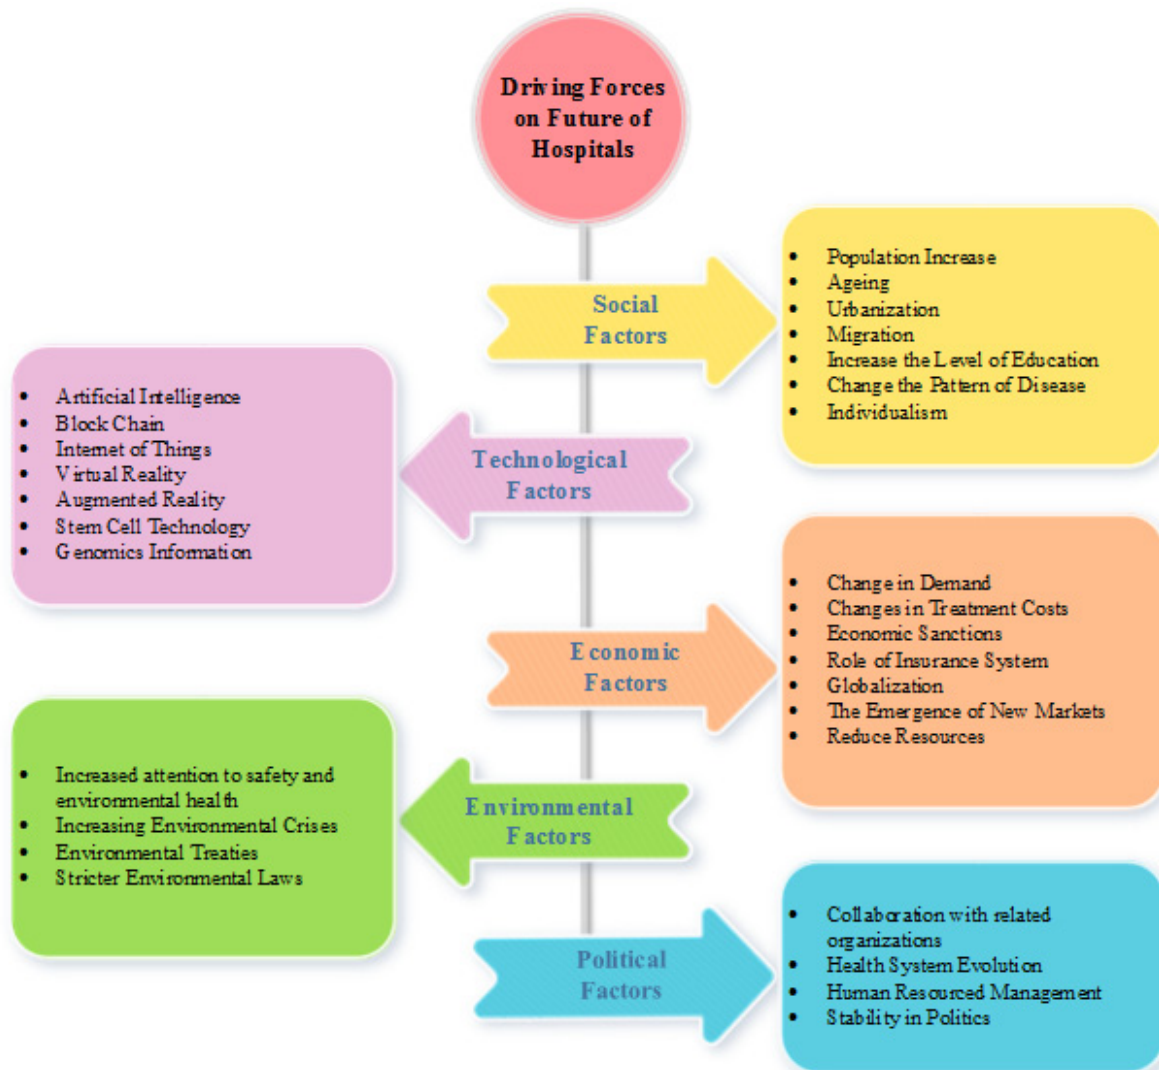 Driving Forces
on Future of
Hospitals
Social
Factors
• Population Increase
• Ageing
• Urbanization
• Migration
• Increase the Level of Education
• Change the Pattern of Disease
• Individualism
Technological
Factors
• Artificial Intelligence
• Block Chain
• Internet of Things
• Virtual Reality
• Augmented Reality
• Stem Cell Technology
• Genomics Information
Economic
Factors
• Change in Demand
• Changes in Treatment Costs
• Economic Sanctions
• Role of Insurance System
• Globalization
• The Emergence of New Markets
• Reduce Resources
Environmental
Factors
• Increased attention to safety and
environmental health
• Increasing Environmental Crises
• Environmental Treaties
• Stricter Environmental Laws
Political
Factors
• Collaboration with related
organizations
• Health System Evolution
• Human Resourced Management
• Stability in Politics